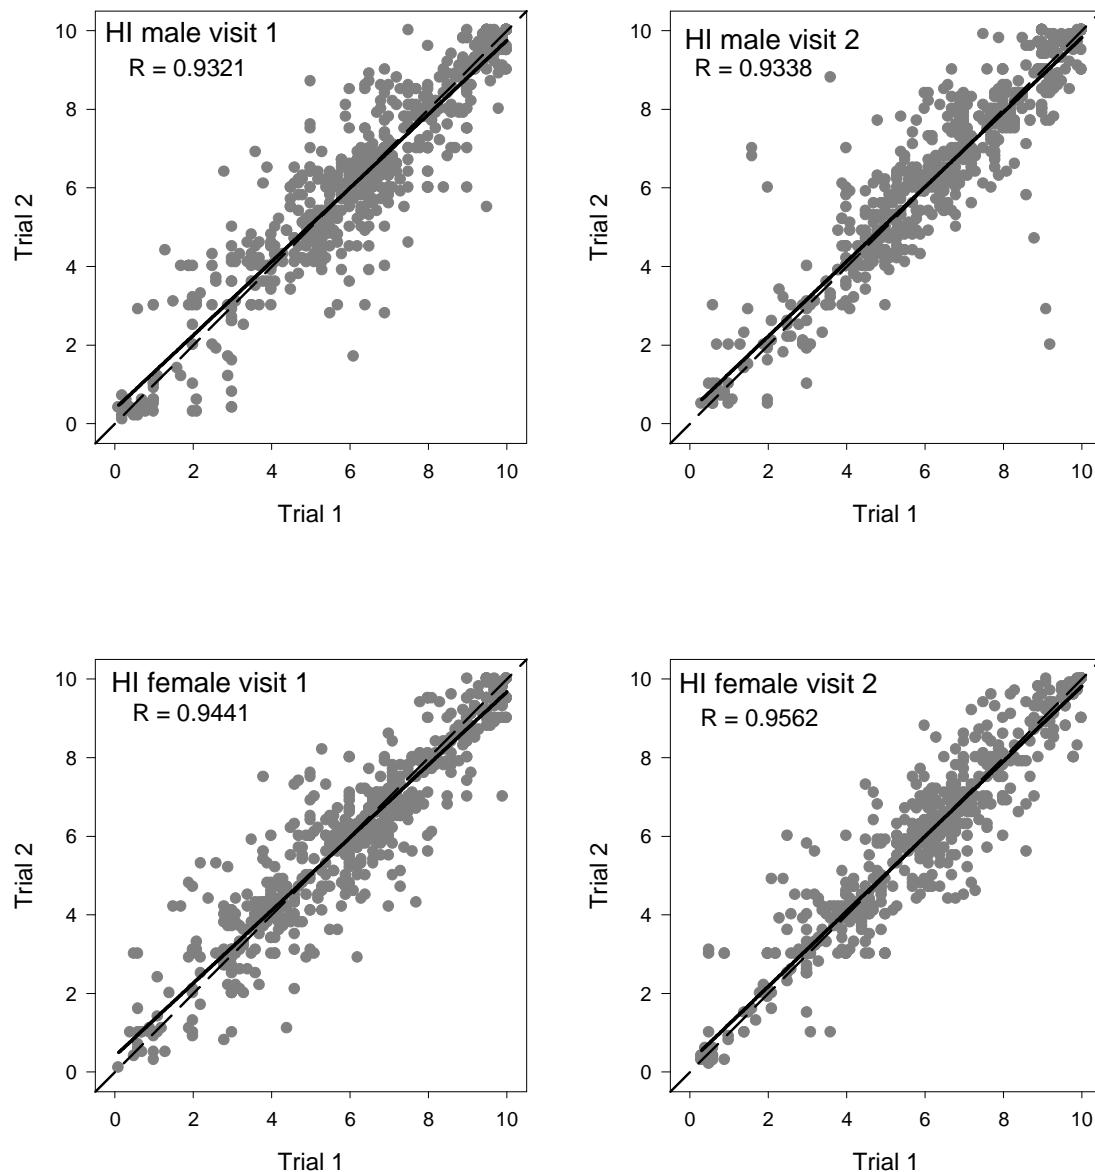 HI male visit 1
R = 0.9321
10
8
6
4
2
0
Trial 2
0 2 4 6 8 10
Trial 1
HI male visit 2
R = 0.9338
10
8
6
4
2
0
Trial 2
0 2 4 6 8 10
Trial 1
HI female visit 1
R = 0.9441
10
8
6
4
2
0
Trial 2
0 2 4 6 8 10
Trial 1
HI female visit 2
R = 0.9562
10
8
6
4
2
0
Trial 2
0 2 4 6 8 10
Trial 1